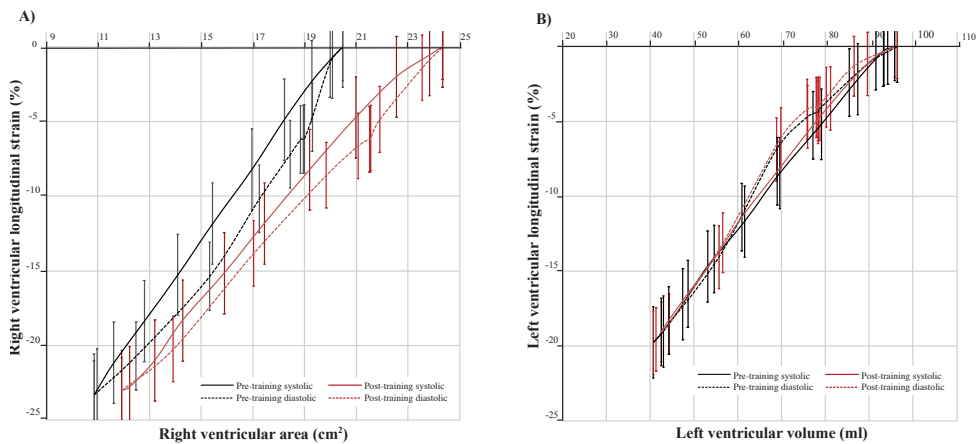 A)
9 11 13 15 17 19 21 23 25
0
-5
-10
-15
-20
-25
Right ventricular longitudinal strain (%)
Pre-training systolic
Pre-training diastolic
Post-training systolic
Post-training diastolic
Right ventricular area (cm²)
B)
20 30 40 50 60 70 80 90 100 110
0
-5
-10
-15
-20
-25
Left ventricular longitudinal strain (%)
Pre-training systolic
Pre-training diastolic
Post-training systolic
Post-training diastolic
Left ventricular volume (ml)